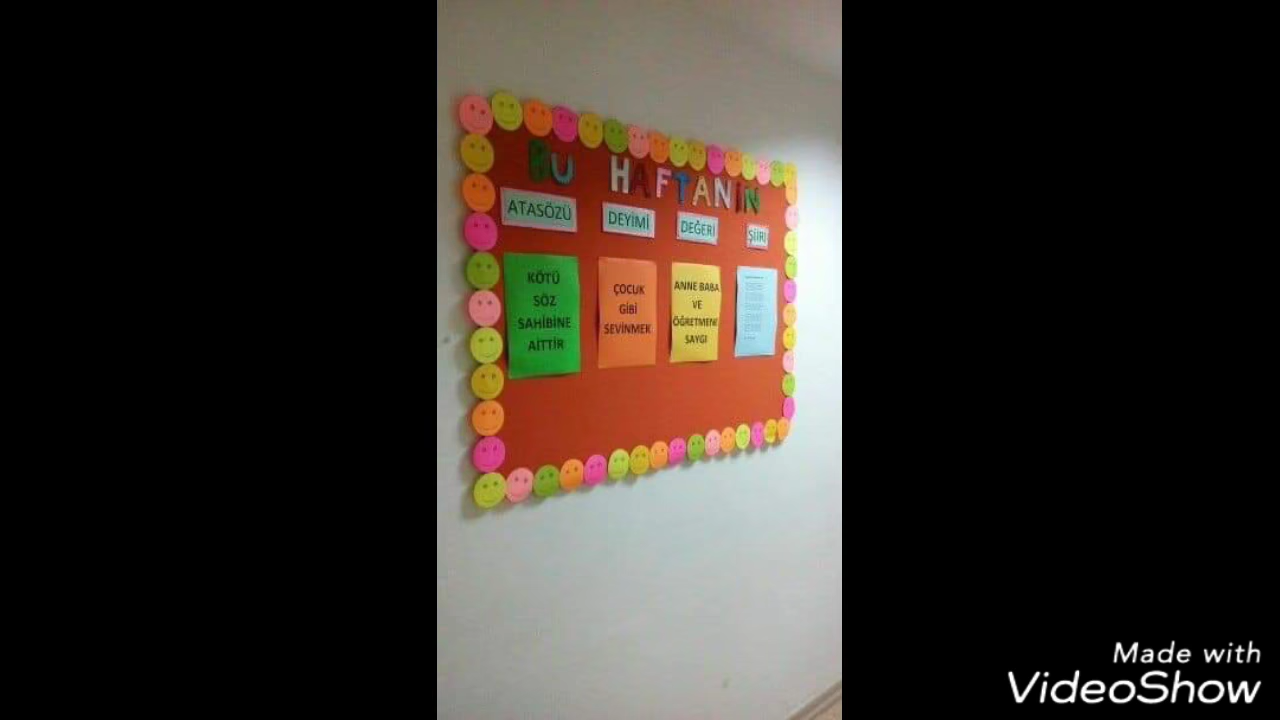 BU HAFTANIN
ATASÖZÜ
DEYİMİ
DEĞERİ
ŞİİRİ
KÖTÜ
SÖZ
SAHİBİNE
AİTTİR
ÇOCUK
GİBİ
SEVİNMEK
ANNE BABA
VE
ÖĞRETMENE
SAYGI
Made with
VideoShow